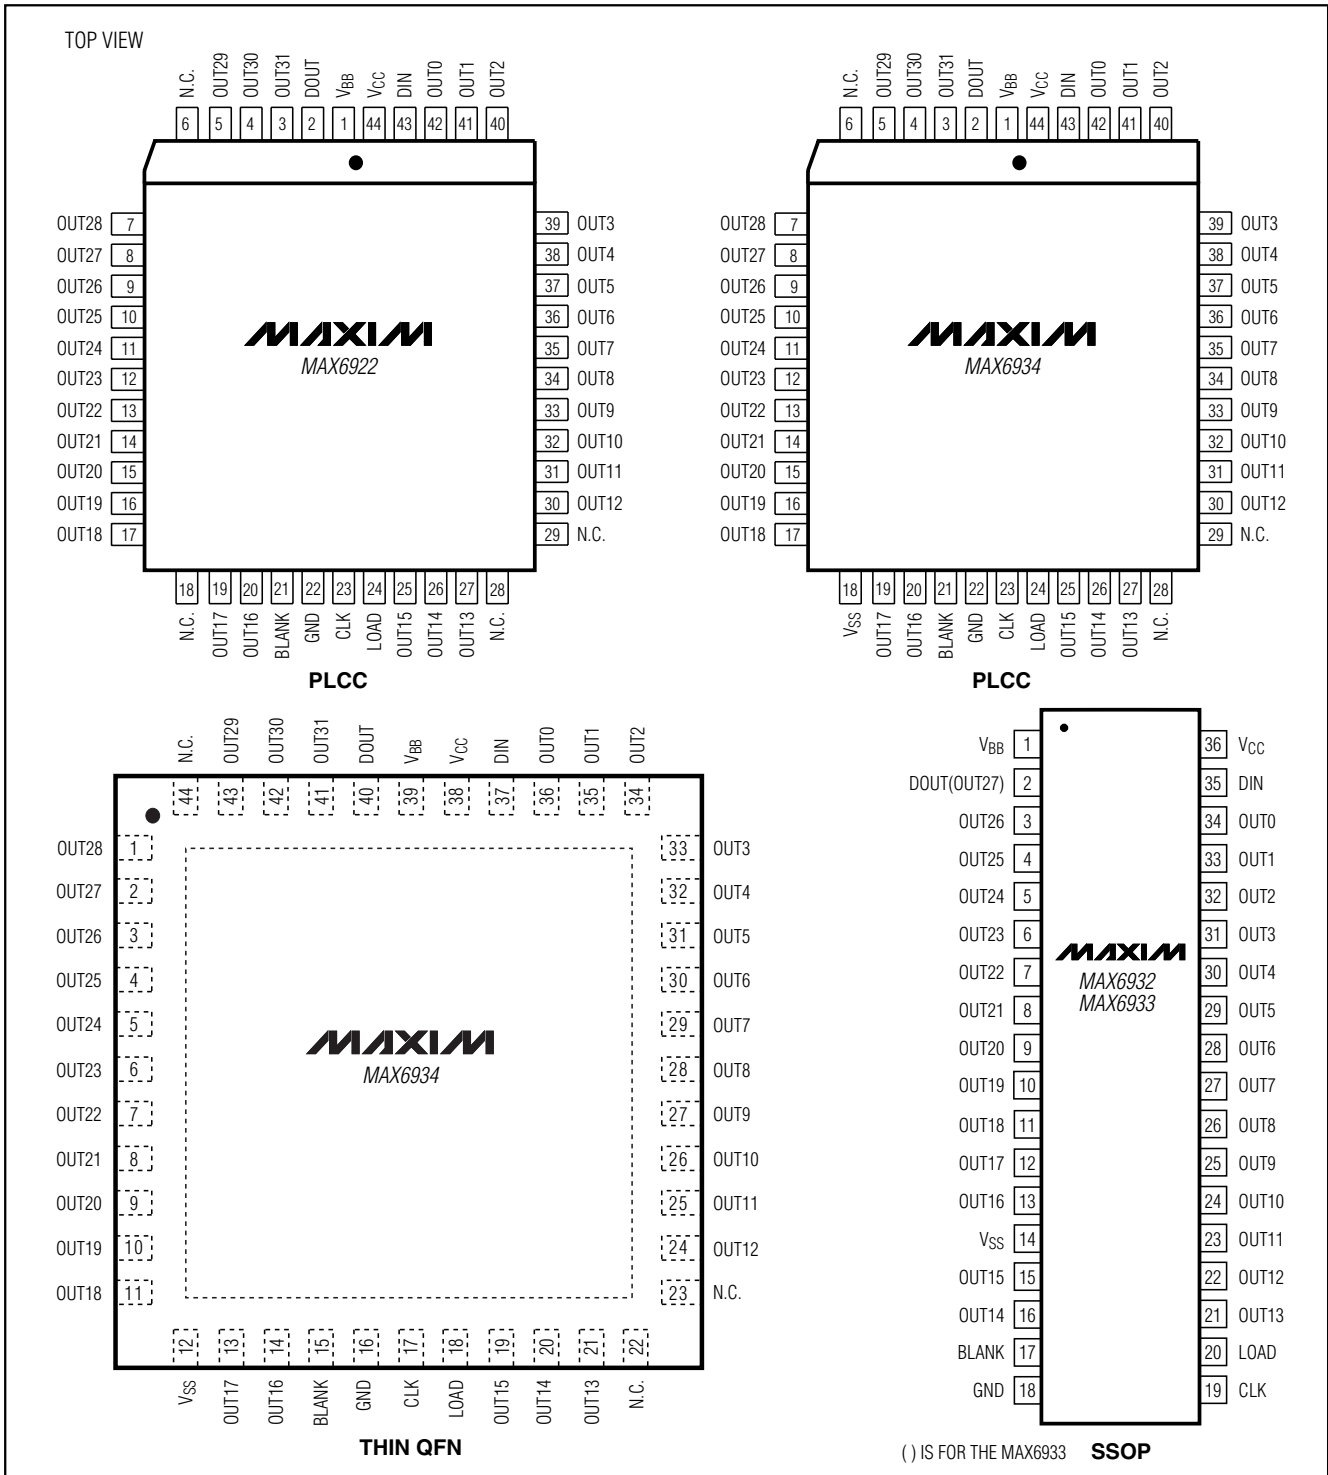 TOP VIEW
N.C. OUT29 OUT30 OUT31 DOUT VBB VCC DIN OUT0 OUT1 OUT2
6 5 4 3 2 1 44 43 42 41 40
OUT28 7 39 OUT3
OUT27 8 38 OUT4
OUT26 9 37 OUT5
OUT25 10 36 OUT6
OUT24 11 35 OUT7
OUT23 12 34 OUT8
OUT22 13 33 OUT9
OUT21 14 32 OUT10
OUT20 15 31 OUT11
OUT19 16 30 OUT12
OUT18 17 29 N.C.
MAXIM
MAX6922
18 19 20 21 22 23 24 25 26 27 28
N.C. OUT17 OUT16 BLANK GND CLK LOAD OUT15 OUT14 OUT13 N.C.
PLCC
N.C. OUT29 OUT30 OUT31 DOUT VBB VCC DIN OUT0 OUT1 OUT2
6 5 4 3 2 1 44 43 42 41 40
OUT28 7 39 OUT3
OUT27 8 38 OUT4
OUT26 9 37 OUT5
OUT25 10 36 OUT6
OUT24 11 35 OUT7
OUT23 12 34 OUT8
OUT22 13 33 OUT9
OUT21 14 32 OUT10
OUT20 15 31 OUT11
OUT19 16 30 OUT12
OUT18 17 29 N.C.
MAXIM
MAX6934
18 19 20 21 22 23 24 25 26 27 28
VSS OUT17 OUT16 BLANK GND CLK LOAD OUT15 OUT14 OUT13 N.C.
PLCC
N.C. OUT29 OUT30 OUT31 DOUT VBB VCC DIN OUT0 OUT1 OUT2
44 43 42 41 40 39 38 37 36 35 34
OUT28 1 33 OUT3
OUT27 2 32 OUT4
OUT26 3 31 OUT5
OUT25 4 30 OUT6
OUT24 5 29 OUT7
OUT23 6 28 OUT8
OUT22 7 27 OUT9
OUT21 8 26 OUT10
OUT20 9 25 OUT11
OUT19 10 24 OUT12
OUT18 11 23 N.C.
MAXIM
MAX6934
12 13 14 15 16 17 18 19 20 21 22
VSS OUT17 OUT16 BLANK GND CLK LOAD OUT15 OUT14 OUT13 N.C.
THIN QFN
VBB 1 36 VCC
DOUT(OUT27) 2 35 DIN
OUT26 3 34 OUT0
OUT25 4 33 OUT1
OUT24 5 32 OUT2
OUT23 6 31 OUT3
OUT22 7 30 OUT4
OUT21 8 29 OUT5
OUT20 9 28 OUT6
OUT19 10 27 OUT7
OUT18 11 26 OUT8
OUT17 12 25 OUT9
OUT16 13 24 OUT10
VSS 14 23 OUT11
OUT15 15 22 OUT12
OUT14 16 21 OUT13
BLANK 17 20 LOAD
GND 18 19 CLK
MAXIM
MAX6932
MAX6933
( ) IS FOR THE MAX6933 SSOP